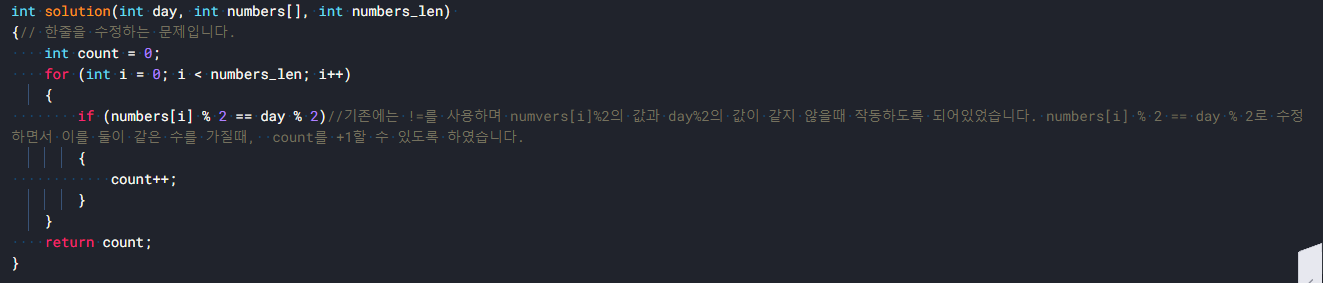 int solution(int day, int numbers[], int numbers_len)
{// 한줄을 수정하는 문제입니다.
int count = 0;
for (int i = 0; i < numbers_len; i++)
{
if (numbers[i] % 2 == day % 2)//기존에는 !=를 사용하며 numvers[i]%2의 값과 day%2의 값이 같지 않을때 작동하도록 되어있었습니다. numbers[i] % 2 == day % 2로 수정
하면서 이를 둘이 같은 수를 가질때, count를 +1할 수 있도록 하였습니다.
{
count++;
}
}
return count;
}